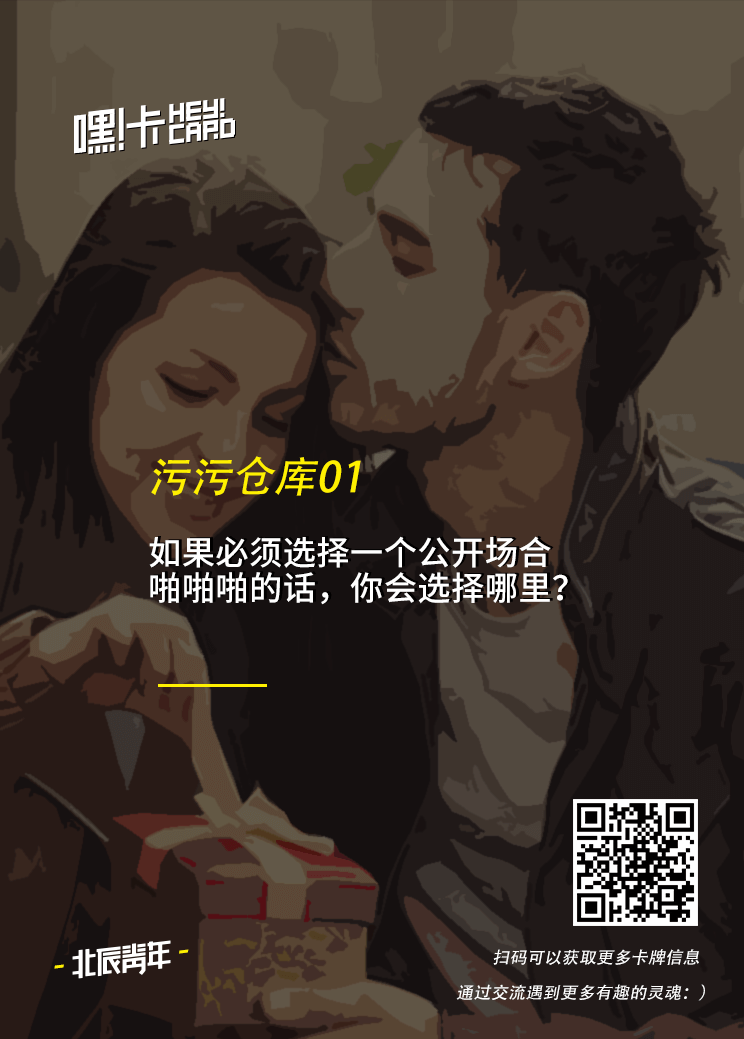 嘿!卡 HEY! CARD
污污仓库01
如果必须选择一个公开场合
啪啪啪的话，你会选择哪里？
- 北辰青年 -
扫码可以获取更多卡牌信息
通过交流遇到更多有趣的灵魂：）